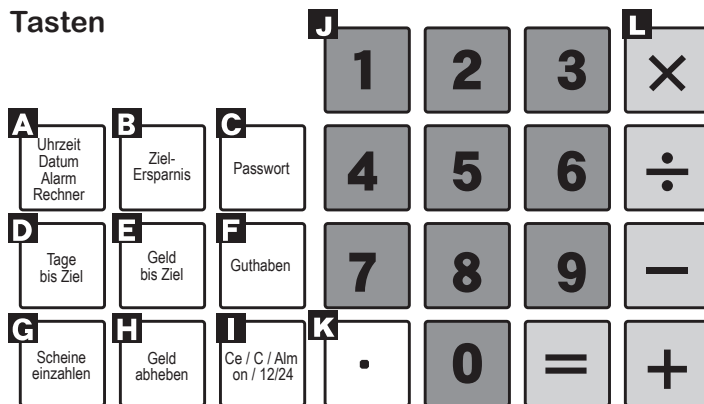 Tasten
J
1
2
3
L
×
A
Uhrzeit
Datum
Alarm
Rechner
B
Ziel-
Ersparnis
C
Passwort
4
5
6
÷
D
Tage
bis Ziel
E
Geld
bis Ziel
F
Guthaben
7
8
9
−
G
Scheine
einzahlen
H
Geld
abheben
I
Ce / C / Alm
on / 12/24
K
.
0
=
+